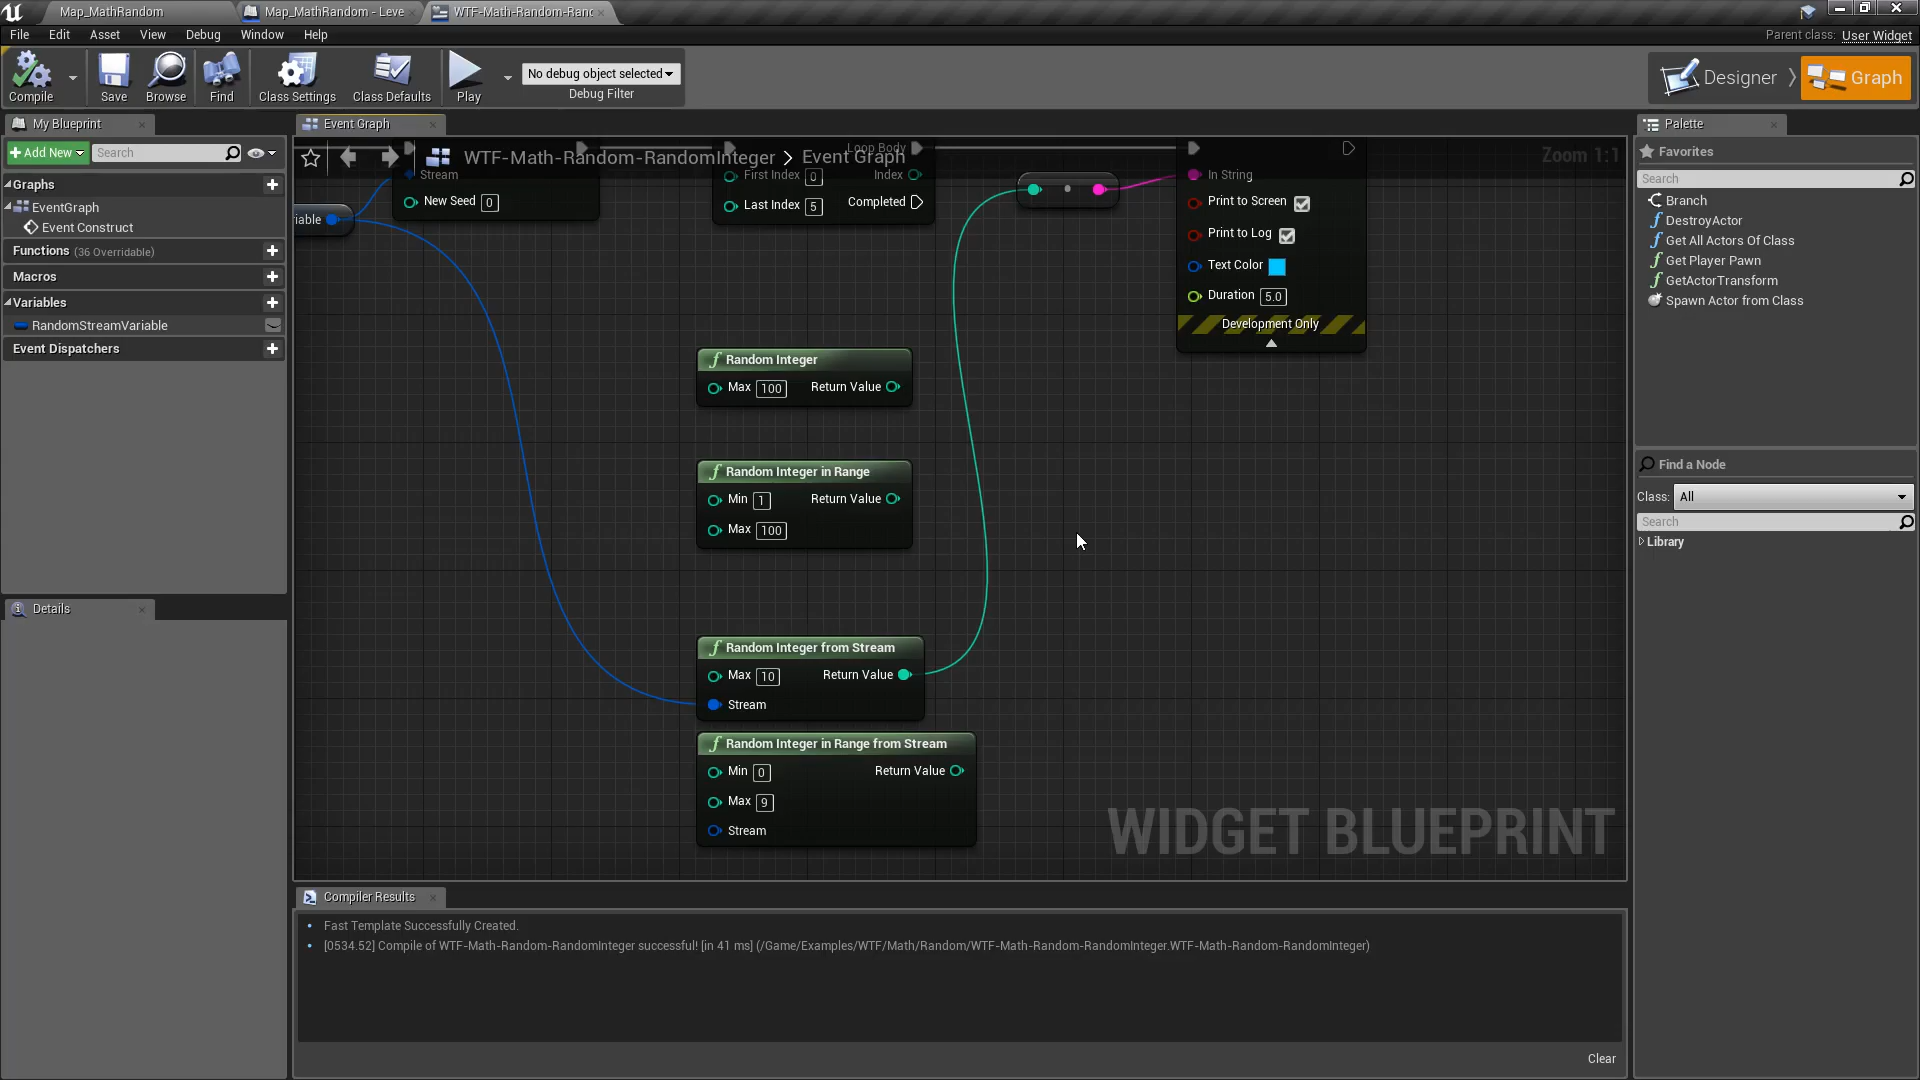 Map_MathRandom
Map_MathRandom - Leve
WTF-Math-Random-Ran
File Edit Asset View Debug Window Help
Parent class: User Widget
Compile
Save
Browse
Find
Class Settings
Class Defaults
Play
No debug object selected
Debug Filter
Designer
Graph
My Blueprint
Add New
Search
Graphs
EventGraph
Event Construct
Functions (36 Overridable)
Macros
Variables
RandomStreamVariable
Event Dispatchers
Details
Event Graph
WTF-Math-Random-RandomInteger > Event Graph
Zoom 1:1
iable
Stream
New Seed 0
Loop Body
First Index 0 Index
Last Index 5 Completed
In String
Print to Screen
Print to Log
Text Color
Duration 5.0
Development Only
f Random Integer
Max 100 Return Value
f Random Integer in Range
Min 1 Return Value
Max 100
f Random Integer from Stream
Max 10 Return Value
Stream
f Random Integer in Range from Stream
Min 0 Return Value
Max 9
Stream
WIDGET BLUEPRINT
Compiler Results
Fast Template Successfully Created.
[0534.52] Compile of WTF-Math-Random-RandomInteger successful! [in 41 ms] (/Game/Examples/WTF/Math/Random/WTF-Math-Random-RandomInteger.WTF-Math-Random-RandomInteger)
Clear
Palette
Favorites
Search
Branch
f DestroyActor
f Get All Actors Of Class
f Get Player Pawn
f GetActorTransform
Spawn Actor from Class
Find a Node
Class: All
Search
Library